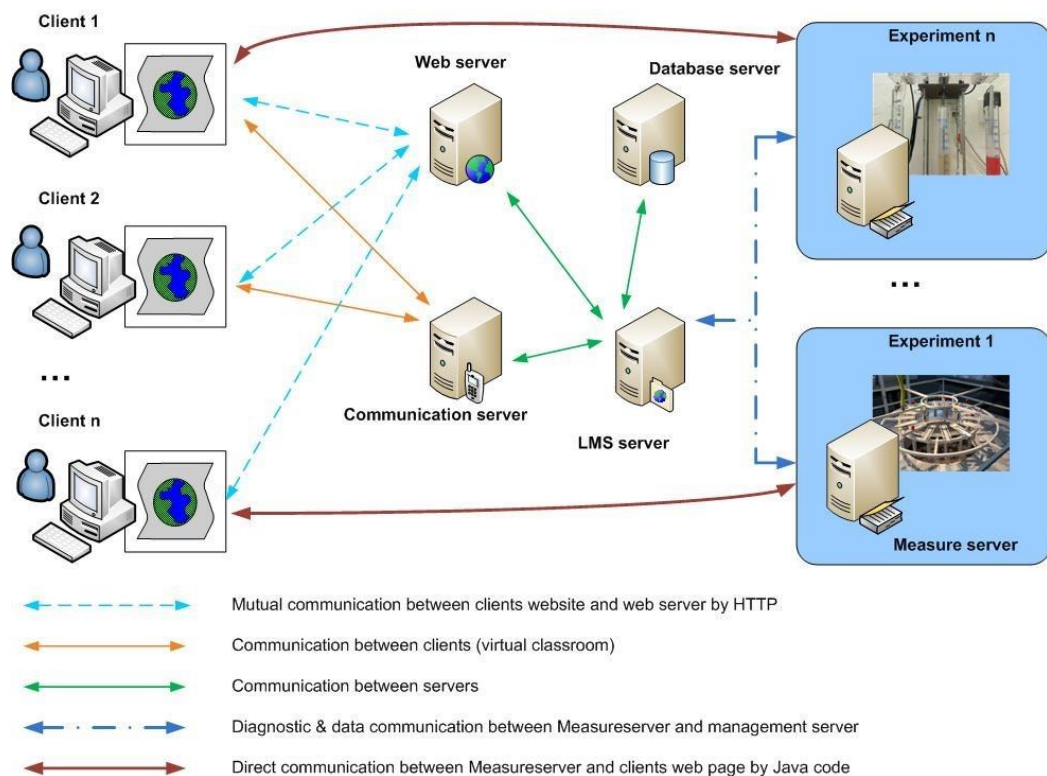 Client 1
Experiment n
Web server
Database server
Client 2
...
...
Experiment 1
Communication server
Client n
LMS server
Measure server
Mutual communication between clients website and web server by HTTP
Communication between clients (virtual classroom)
Communication between servers
Diagnostic & data communication between Measureserver and management server
Direct communication between Measureserver and clients web page by Java code